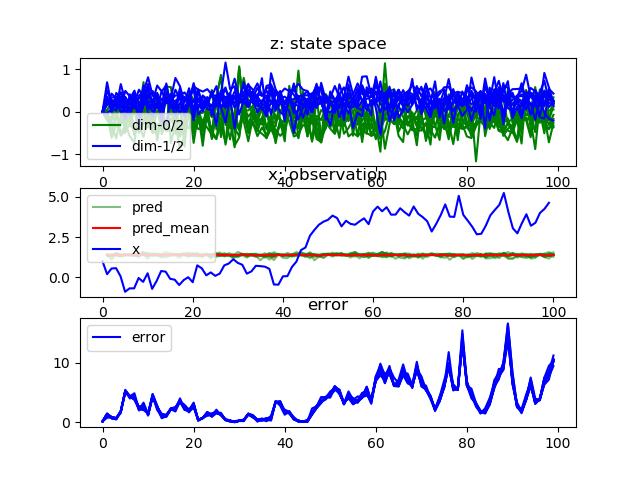 z: state space
1
0
−1
dim-0/2
dim-1/2
0 20 40 60 80 100
x: observation
5.0
2.5
0.0
pred
pred_mean
x
0 20 40 60 80 100
error
10
0
error
0 20 40 60 80 100